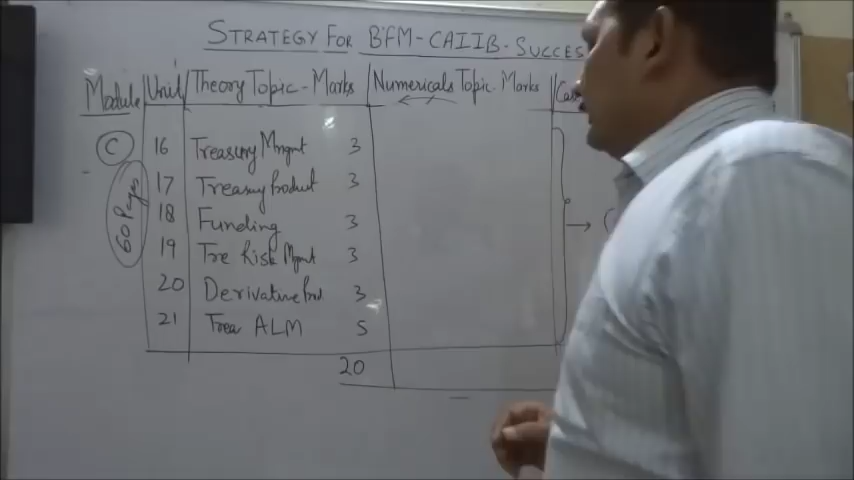 STRATEGY FOR BFM-CAIIB-SUCCES
Module Unit Theory Topic-Marks Numericals Topic-Marks Cas
C 16 Treasury Mngmt 3
17 Treasury Product 3
60 Pages 18 Funding 3
19 Tre Risk Mgmt 3
20 Derivative Prod 3
21 Trea ALM 5
20